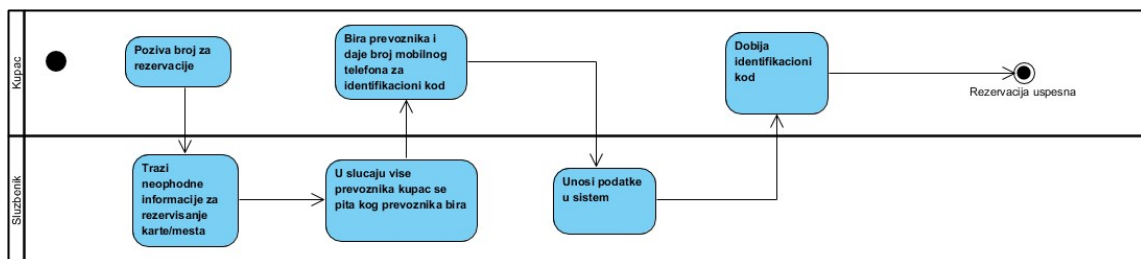 Kupac
Poziva broj za
rezervacije
Bira prevoznika i
daje broj mobilnog
telefona za
identifikacioni kod
Dobija
identifikacioni
kod
Rezervacija uspesna
Sluzbenik
Trazi
neophodne
informacije za
rezervisanje
karte/mesta
U slucaju vise
prevoznika kupac se
pita kog prevoznika bira
Unosi podatke
u sistem